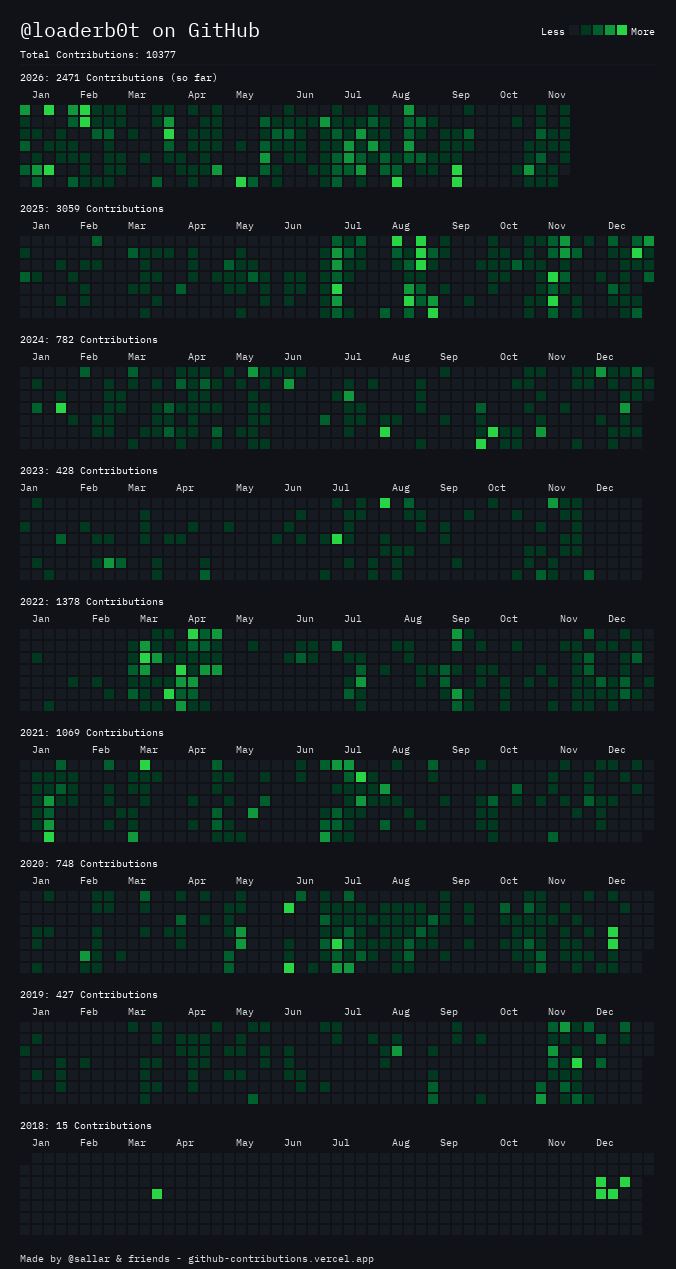 @loaderb0t on GitHub
Less More
Total Contributions: 10377
2026: 2471 Contributions (so far)
Jan Feb Mar Apr May Jun Jul Aug Sep Oct Nov
2025: 3059 Contributions
Jan Feb Mar Apr May Jun Jul Aug Sep Oct Nov Dec
2024: 782 Contributions
Jan Feb Mar Apr May Jun Jul Aug Sep Oct Nov Dec
2023: 428 Contributions
Jan Feb Mar Apr May Jun Jul Aug Sep Oct Nov Dec
2022: 1378 Contributions
Jan Feb Mar Apr May Jun Jul Aug Sep Oct Nov Dec
2021: 1069 Contributions
Jan Feb Mar Apr May Jun Jul Aug Sep Oct Nov Dec
2020: 748 Contributions
Jan Feb Mar Apr May Jun Jul Aug Sep Oct Nov Dec
2019: 427 Contributions
Jan Feb Mar Apr May Jun Jul Aug Sep Oct Nov Dec
2018: 15 Contributions
Jan Feb Mar Apr May Jun Jul Aug Sep Oct Nov Dec
Made by @sallar & friends - github-contributions.vercel.app